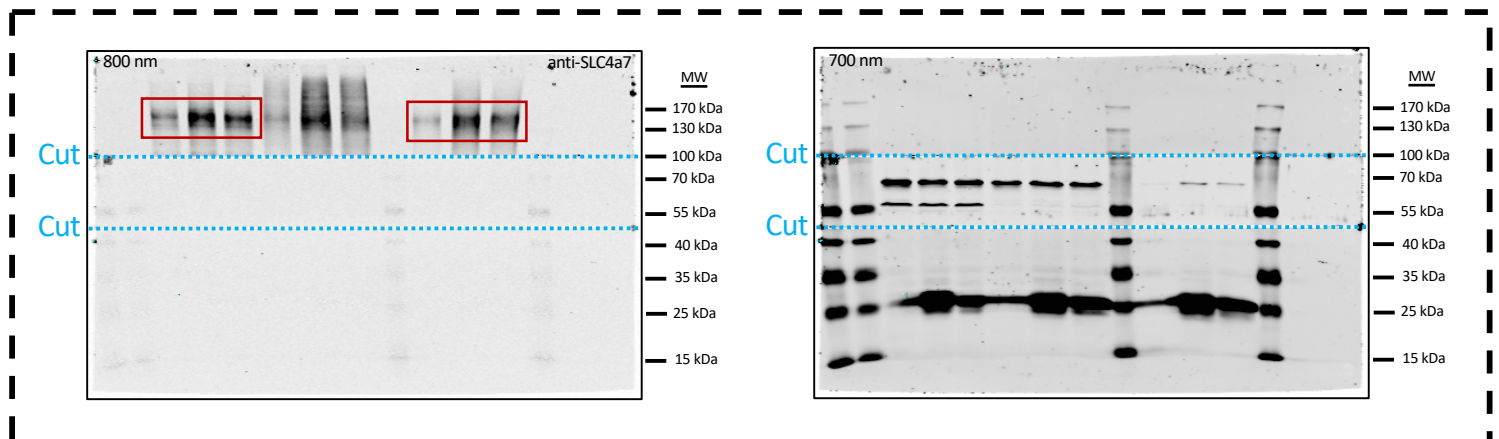 800 nm
anti-SLC4a7
MW
170 kDa
130 kDa
Cut
100 kDa
70 kDa
55 kDa
Cut
40 kDa
35 kDa
25 kDa
15 kDa
700 nm
MW
170 kDa
130 kDa
Cut
100 kDa
70 kDa
55 kDa
Cut
40 kDa
35 kDa
25 kDa
15 kDa